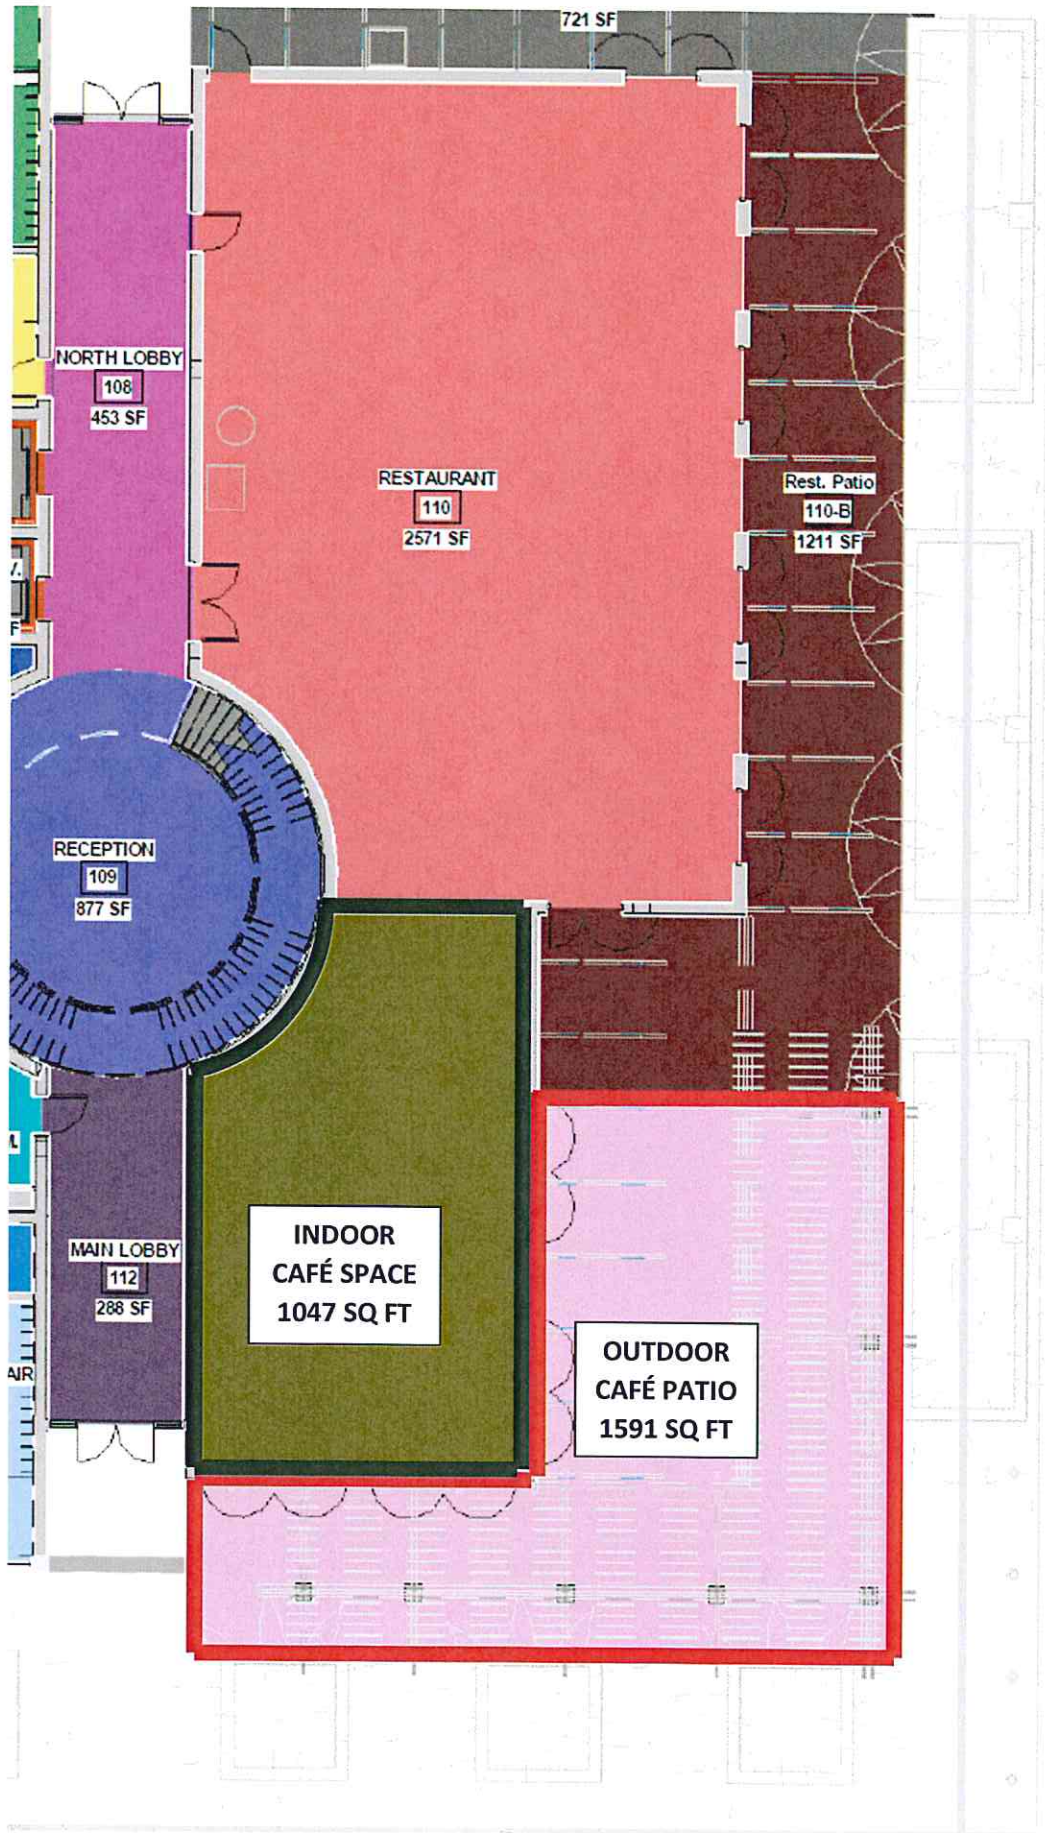 721 SF
NORTH LOBBY
108
453 SF
RESTAURANT
110
2571 SF
Rest. Patio
110-B
1211 SF
RECEPTION
109
877 SF
MAIN LOBBY
112
288 SF
INDOOR
CAFÉ SPACE
1047 SQ FT
OUTDOOR
CAFÉ PATIO
1591 SQ FT
AIR